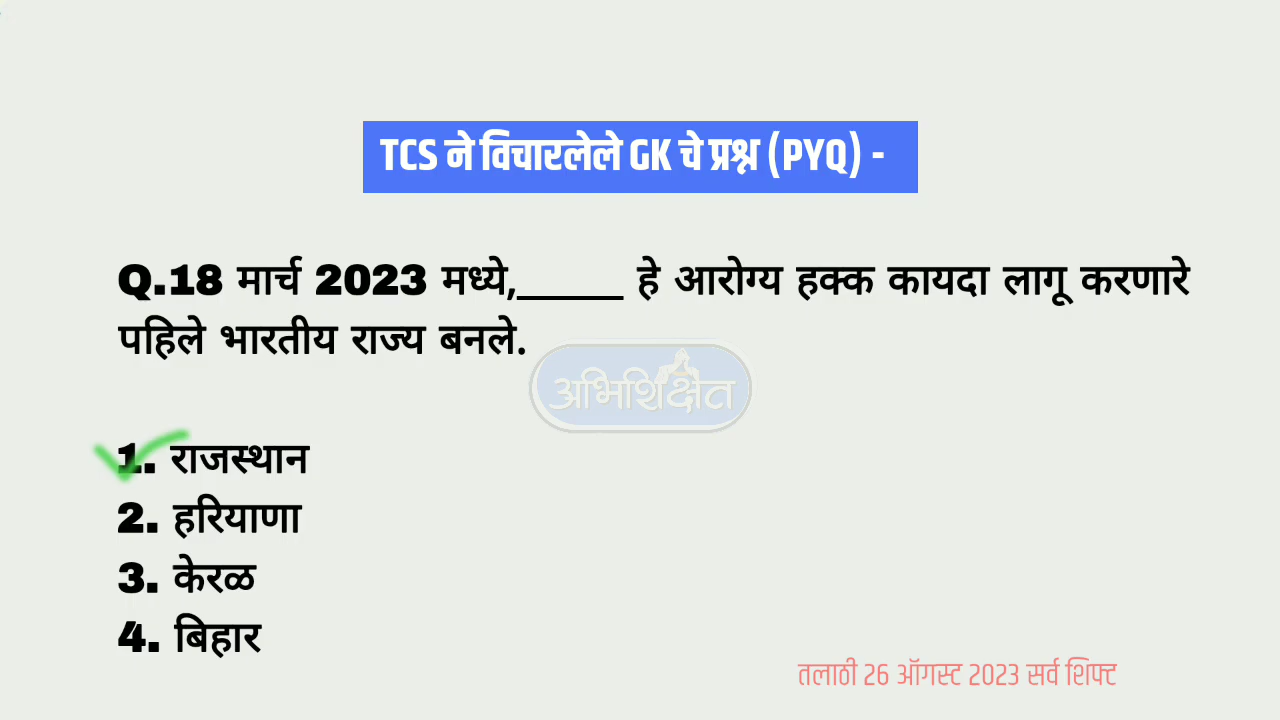 TCS ने विचारलेले GK चे प्रश्न (PYQ) -
Q.18 मार्च 2023 मध्ये,_____ हे आरोग्य हक्क कायदा लागू करणारे
पहिले भारतीय राज्य बनले.
अभिशिक्षेत
1. राजस्थान
2. हरियाणा
3. केरळ
4. बिहार
तलाठी 26 ऑगस्ट 2023 सर्व शिफ्ट